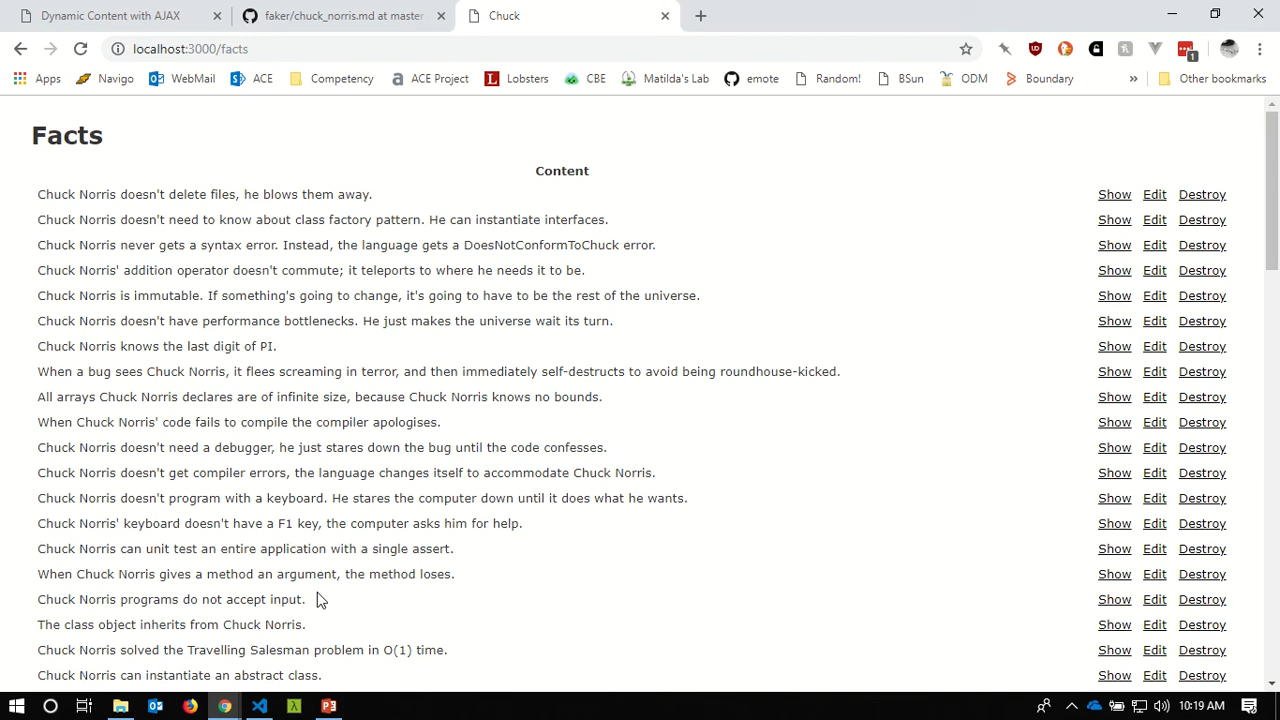 Dynamic Content with AJAX
faker/chuck_norris.md at master
Chuck
localhost:3000/facts
Apps Navigo WebMail ACE Competency ACE Project Lobsters CBE Matilda's Lab emote Random! BSun ODM Boundary » Other bookmarks
Facts
Content
Chuck Norris doesn't delete files, he blows them away. Show Edit Destroy
Chuck Norris doesn't need to know about class factory pattern. He can instantiate interfaces. Show Edit Destroy
Chuck Norris never gets a syntax error. Instead, the language gets a DoesNotConformToChuck error. Show Edit Destroy
Chuck Norris' addition operator doesn't commute; it teleports to where he needs it to be. Show Edit Destroy
Chuck Norris is immutable. If something's going to change, it's going to have to be the rest of the universe. Show Edit Destroy
Chuck Norris doesn't have performance bottlenecks. He just makes the universe wait its turn. Show Edit Destroy
Chuck Norris knows the last digit of PI. Show Edit Destroy
When a bug sees Chuck Norris, it flees screaming in terror, and then immediately self-destructs to avoid being roundhouse-kicked. Show Edit Destroy
All arrays Chuck Norris declares are of infinite size, because Chuck Norris knows no bounds. Show Edit Destroy
When Chuck Norris' code fails to compile the compiler apologises. Show Edit Destroy
Chuck Norris doesn't need a debugger, he just stares down the bug until the code confesses. Show Edit Destroy
Chuck Norris doesn't get compiler errors, the language changes itself to accommodate Chuck Norris. Show Edit Destroy
Chuck Norris doesn't program with a keyboard. He stares the computer down until it does what he wants. Show Edit Destroy
Chuck Norris' keyboard doesn't have a F1 key, the computer asks him for help. Show Edit Destroy
Chuck Norris can unit test an entire application with a single assert. Show Edit Destroy
When Chuck Norris gives a method an argument, the method loses. Show Edit Destroy
Chuck Norris programs do not accept input. Show Edit Destroy
The class object inherits from Chuck Norris. Show Edit Destroy
Chuck Norris solved the Travelling Salesman problem in O(1) time. Show Edit Destroy
Chuck Norris can instantiate an abstract class. Show Edit Destroy
10:19 AM